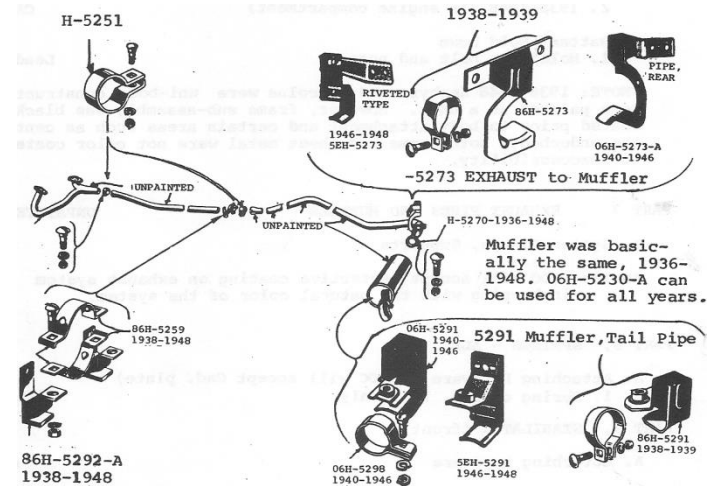 H-5251
1938-1939
RIVETED
TYPE
1946-1948
5EH-5273
86H-5273
PIPE,
REAR
06H-5273-A
1940-1946
-5273 EXHAUST to Muffler
UNPAINTED
UNPAINTED
H-5270-1936-1948
Muffler was basic-
ally the same, 1936-
1948. 06H-5230-A can
be used for all years.
86H-5259
1938-1948
06H-5291
1940-
1946
5291 Muffler,Tail Pipe
86H-5292-A
1938-1948
06H-5298
1940-1946
5EH-5291
1946-1948
86H-5291
1938-1939